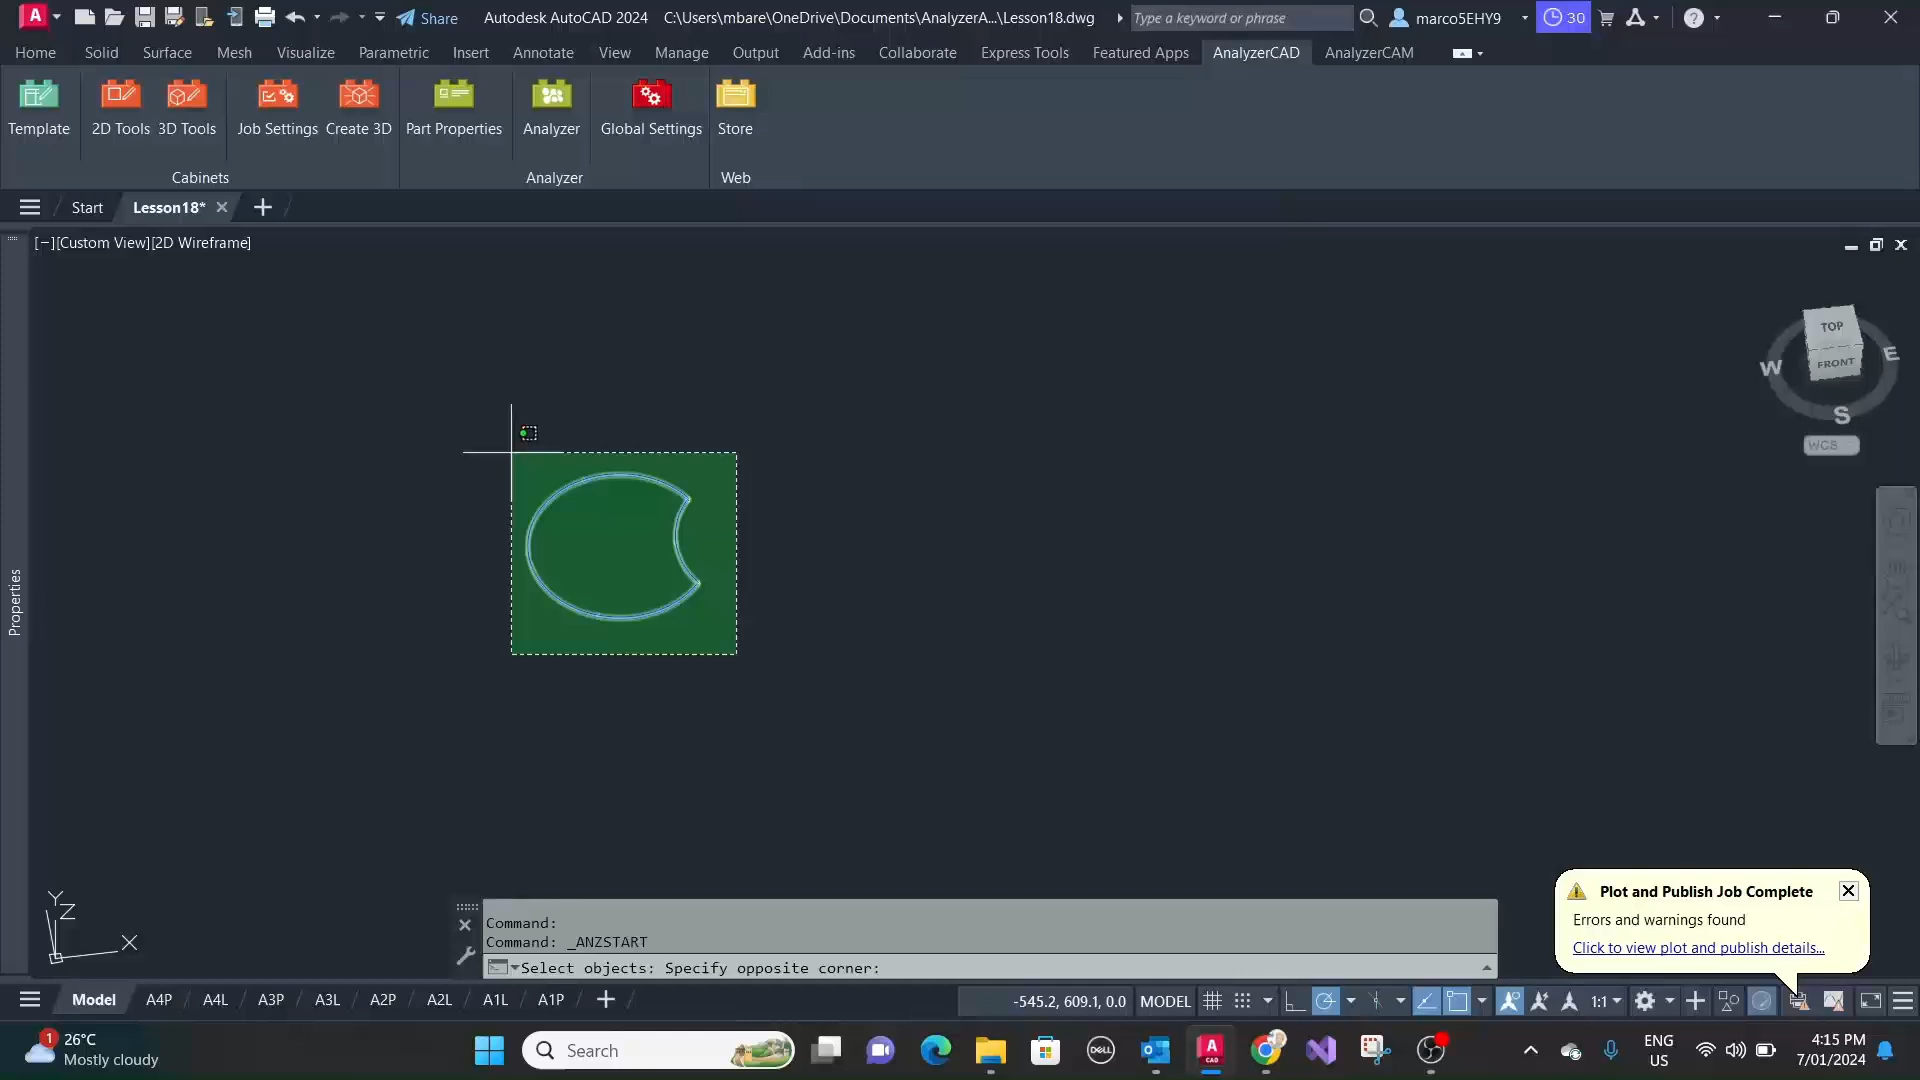 A CAD
Share
Autodesk AutoCAD 2024 C:\Users\mbare\OneDrive\Documents\AnalyzerA...\Lesson18.dwg
Type a keyword or phrase
marco5EHY9
30
Home Solid Surface Mesh Visualize Parametric Insert Annotate View Manage Output Add-ins Collaborate Express Tools Featured Apps AnalyzerCAD AnalyzerCAM
Template 2D Tools 3D Tools Job Settings Create 3D Part Properties Analyzer Global Settings Store
Cabinets Analyzer Web
Start Lesson18*
[−][Custom View][2D Wireframe]
TOP
FRONT
W
E
S
WCS
Properties
Y
Z
X
Command:
Command: _ANZSTART
Select objects: Specify opposite corner:
Plot and Publish Job Complete
Errors and warnings found
Click to view plot and publish details...
Model A4P A4L A3P A3L A2P A2L A1L A1P
-545.2, 609.1, 0.0 MODEL 1:1
1
26°C
Mostly cloudy
Search
DELL
ENG
US
4:15 PM
7/01/2024